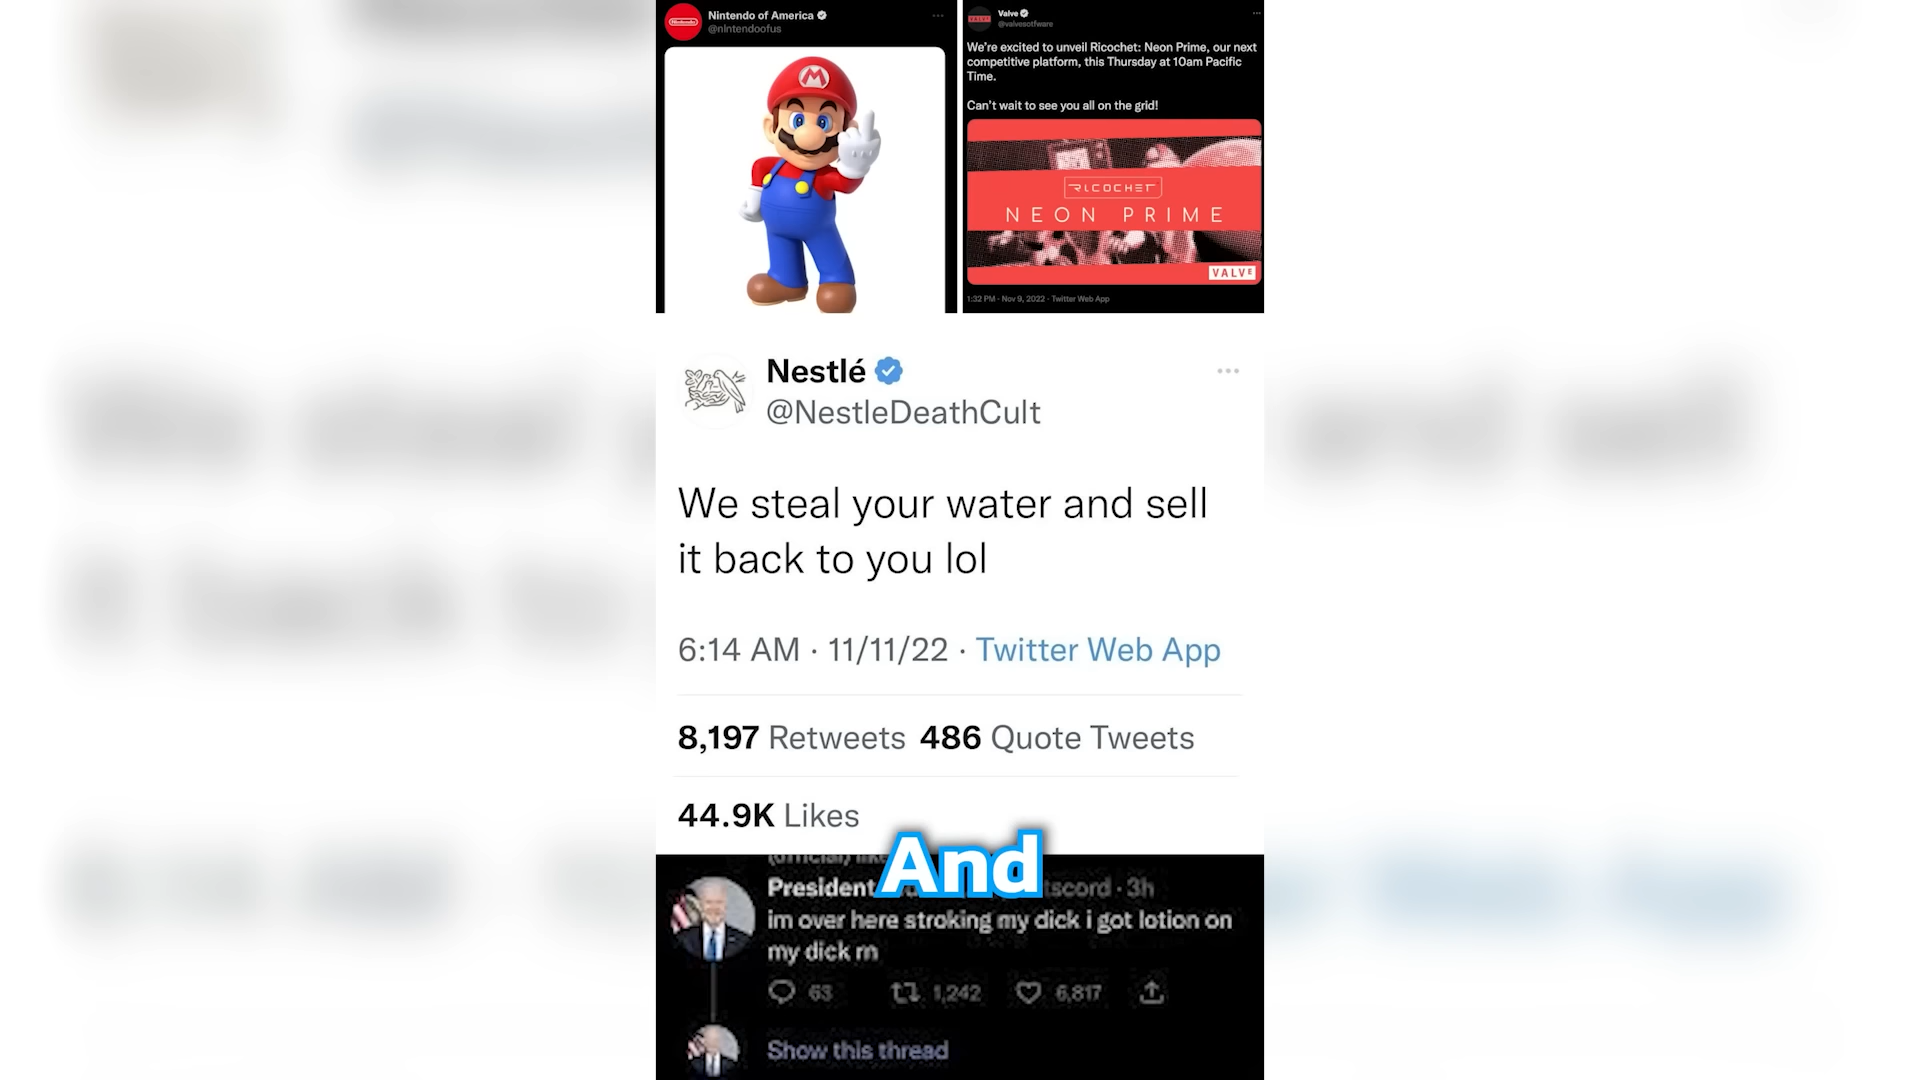 Nintendo of America
@nintendoofus
M
Valve
@valvesotfware
We're excited to unveil Ricochet: Neon Prime, our next
competitive platform, this Thursday at 10am Pacific
Time.
Can't wait to see you all on the grid!
RICOCHET
NEON PRIME
VALVE
1:32 PM · Nov 9, 2022 · Twitter Web App
Nestlé
@NestleDeathCult
We steal your water and sell
it back to you lol
6:14 AM · 11/11/22 · Twitter Web App
8,197 Retweets 486 Quote Tweets
44.9K Likes
And
President tscord · 3h
im over here stroking my dick i got lotion on
my dick rn
63 1,242 6,817
Show this thread